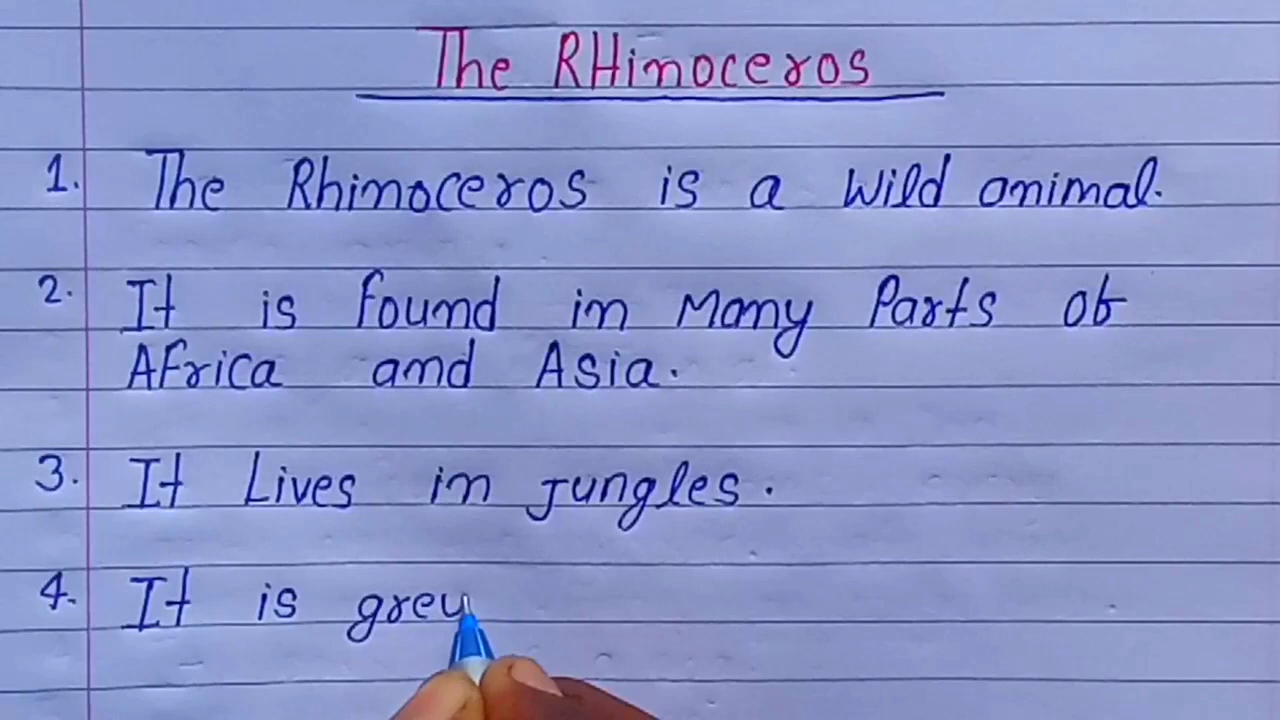 The RHinoceros
1. The Rhinoceros is a Wild animal.
2. It is Found in Many Parts of
AFrica and Asia.
3. It Lives in Jungles.
4. It is grey